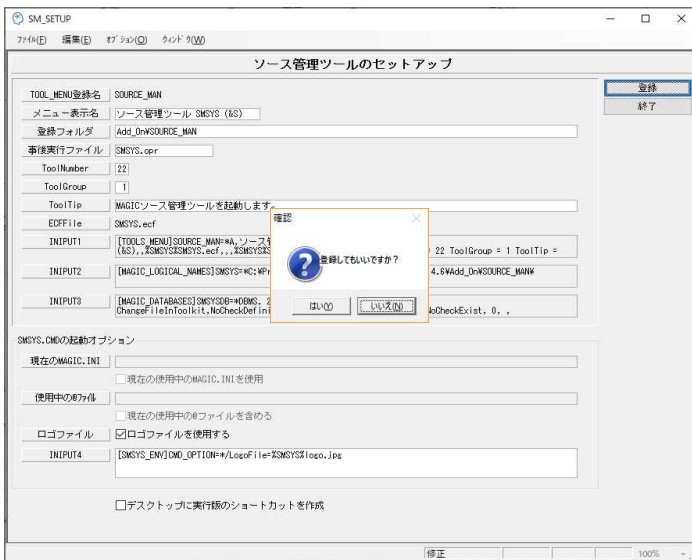 SM_SETUP
ﾌｧｲﾙ(F) 編集(E) ｵﾌﾟｼｮﾝ(O) ｳｨﾝﾄﾞｳ(W)
ソース管理ツールのセットアップ
登録
終了
TOOL_MENU登録名 SOURCE_MAN
メニュー表示名 ソース管理ツール SMSYS (&S)
登録フォルダ Add_On¥SOURCE_MAN
事後実行ファイル SMSYS.opr
ToolNumber 22
ToolGroup 1
ToolTip MAGICソース管理ツールを起動します。
ECFFile SMSYS.ecf
INIPUT1 [TOOLS_MENU]SOURCE_MAN=*A,ソース
(&S),,%SMSYS%SMSYS.ecf,,,%SMSYS%S = 22 ToolGroup = 1 ToolTip =
INIPUT2 [MAGIC_LOGICAL_NAMES]SMSYS=*C:¥Pr 4.6¥Add_On¥SOURCE_MAN¥
INIPUT3 [MAGIC_DATABASES]SMSYSDB=*DBMS. 2
ChangeFileInToolkit,NoCheckDefini NoCheckExist, 0, ,
確認
登録してもいいですか？
はい(Y) いいえ(N)
SMSYS.CMDの起動オプション
現在のMAGIC.INI
現在の使用中のMAGIC.INIを使用
使用中の@ﾌｧｲﾙ
現在の使用中の@ファイルを含める
ロゴファイル ロゴファイルを使用する
INIPUT4 [SMSYS_ENV]CMD_OPTION=*/LogoFile=%SMSYS%logo.jpg
デスクトップに実行版のショートカットを作成
修正 100%